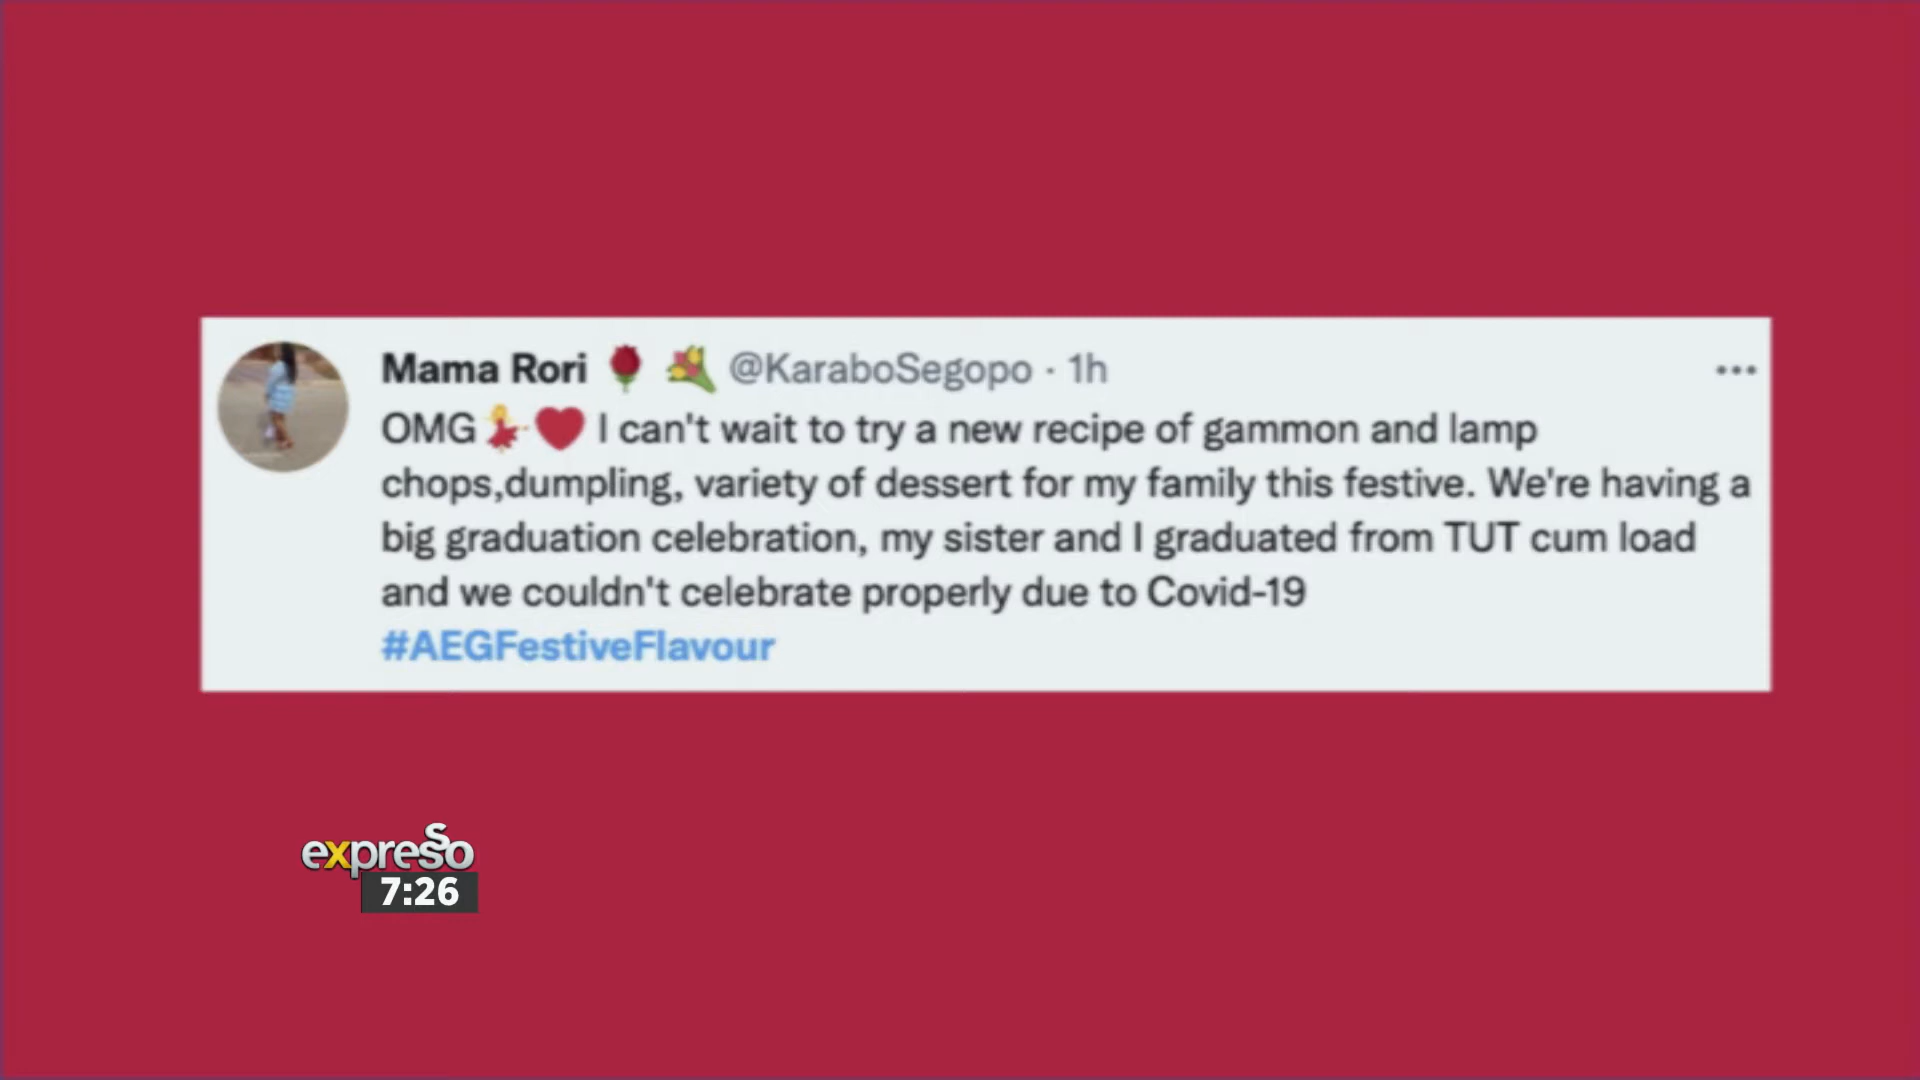 Mama Rori 🌹 💐 @KaraboSegopo · 1h
OMG💃❤️ I can't wait to try a new recipe of gammon and lamp
chops,dumpling, variety of dessert for my family this festive. We're having a
big graduation celebration, my sister and I graduated from TUT cum load
and we couldn't celebrate properly due to Covid-19
#AEGFestiveFlavour
expresso
7:26